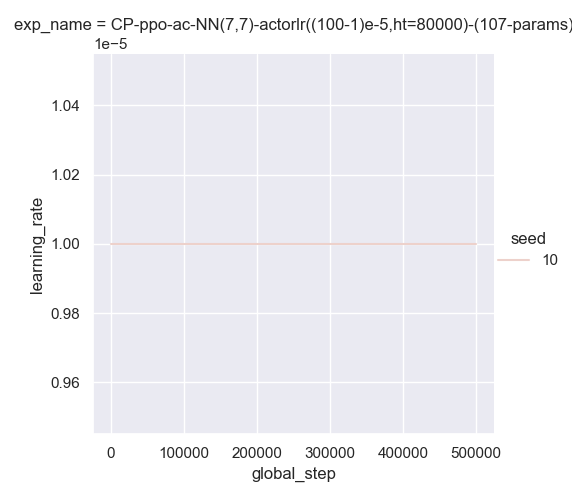 exp_name = CP-ppo-ac-NN(7,7)-actorlr((100-1)e-5,ht=80000)-(107-params)
1e−5
1.04
1.02
1.00
0.98
0.96
learning_rate
seed
10
0 100000 200000 300000 400000 500000
global_step